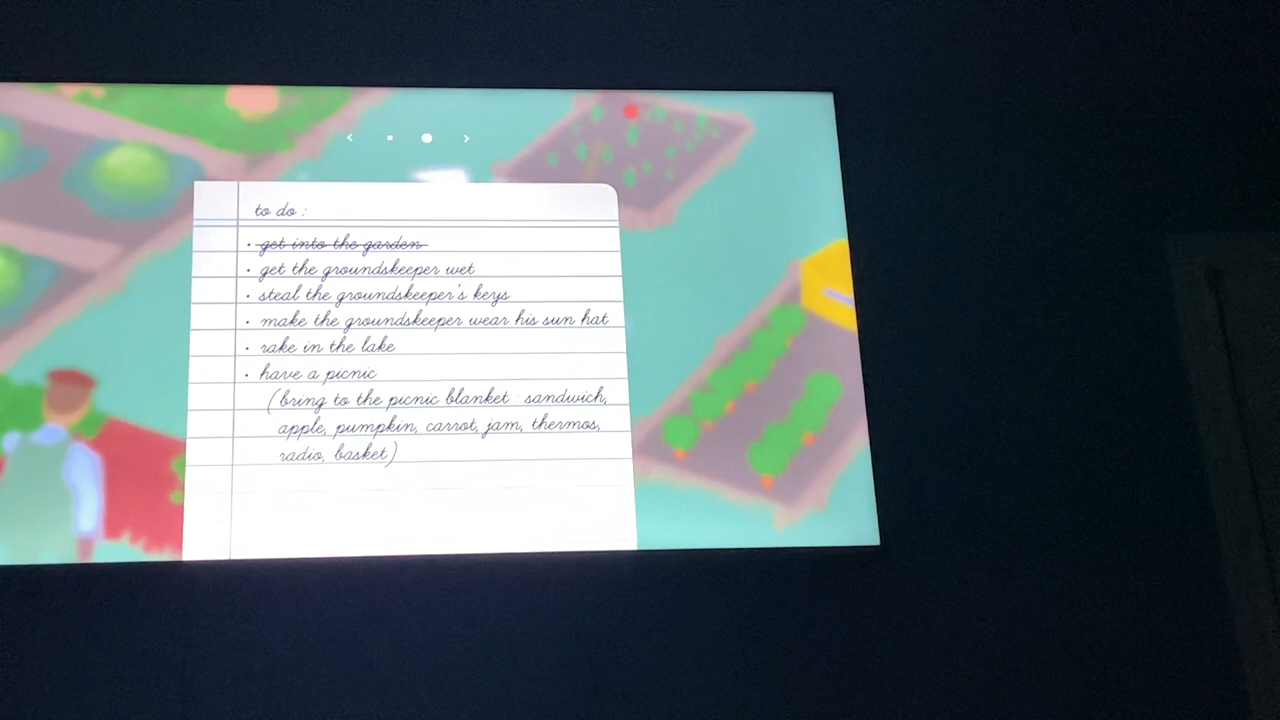 to do :
· get into the garden
· get the groundskeeper wet
· steal the groundskeeper's keys
· make the groundskeeper wear his sun hat
· rake in the lake
· have a picnic
(bring to the picnic blanket: sandwich,
apple, pumpkin, carrot, jam, thermos,
radio, basket)